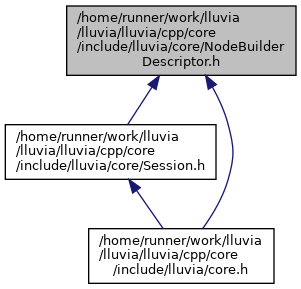 /home/runner/work/lluvia
/lluvia/lluvia/cpp/core
/include/lluvia/core/NodeBuilder
Descriptor.h
/home/runner/work/lluvia
/lluvia/lluvia/cpp/core
/include/lluvia/core/Session.h
/home/runner/work/lluvia
/lluvia/lluvia/cpp/core
/include/lluvia/core.h